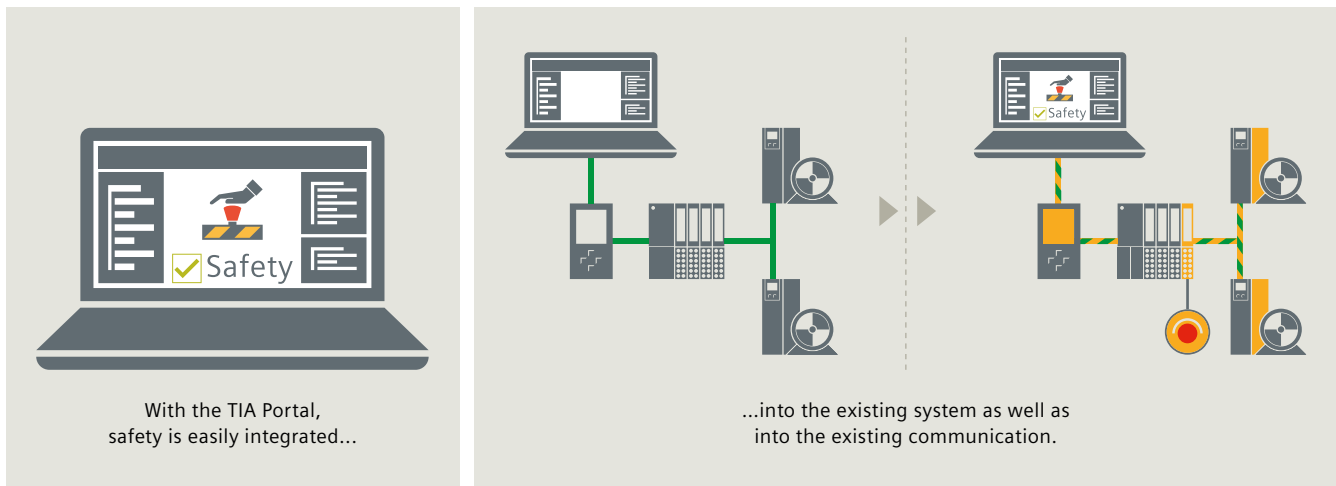 Safety
With the TIA Portal,
safety is easily integrated...
Safety
...into the existing system as well as
into the existing communication.